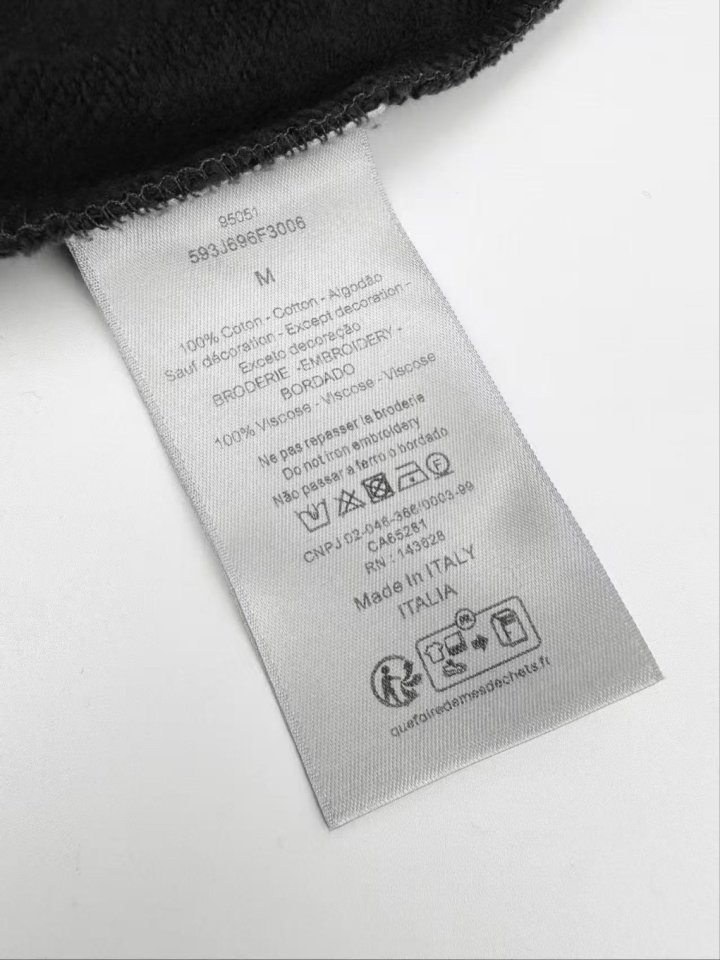 95051
593J696F3006
M
100% Coton - Cotton - Algodão
Sauf décoration - Except decoration -
Exceto decoração
BRODERIE -EMBROIDERY -
BORDADO
100% Viscose - Viscose - Viscose
Ne pas repasser la broderie
Do not iron embroidery
Não passar a ferro o bordado
F
CNPJ 02-046-366/0003-99
CA65281
RN : 143828
Made in ITALY
ITALIA
FR
quefairedemesdechets.fr